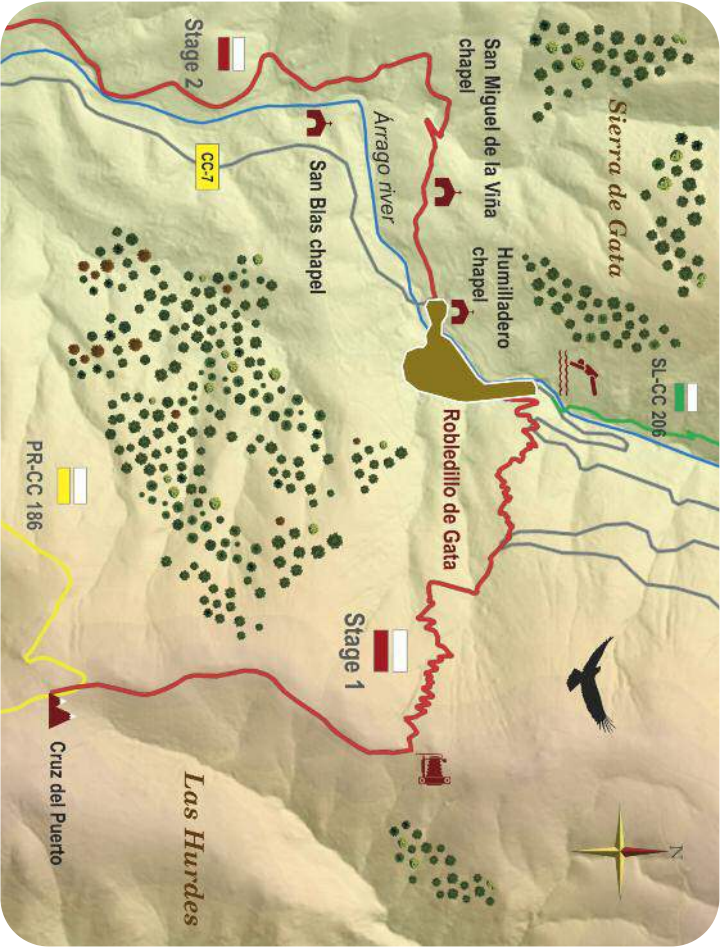 Stage 2
San Miguel de la Viña
chapel
Sierra de Gata
Árrago river
CC-7
San Blas chapel
Humilladero
chapel
SL-CC 206
Robledillo de Gata
PR-CC 186
Stage 1
Cruz del Puerto
Las Hurdes
N